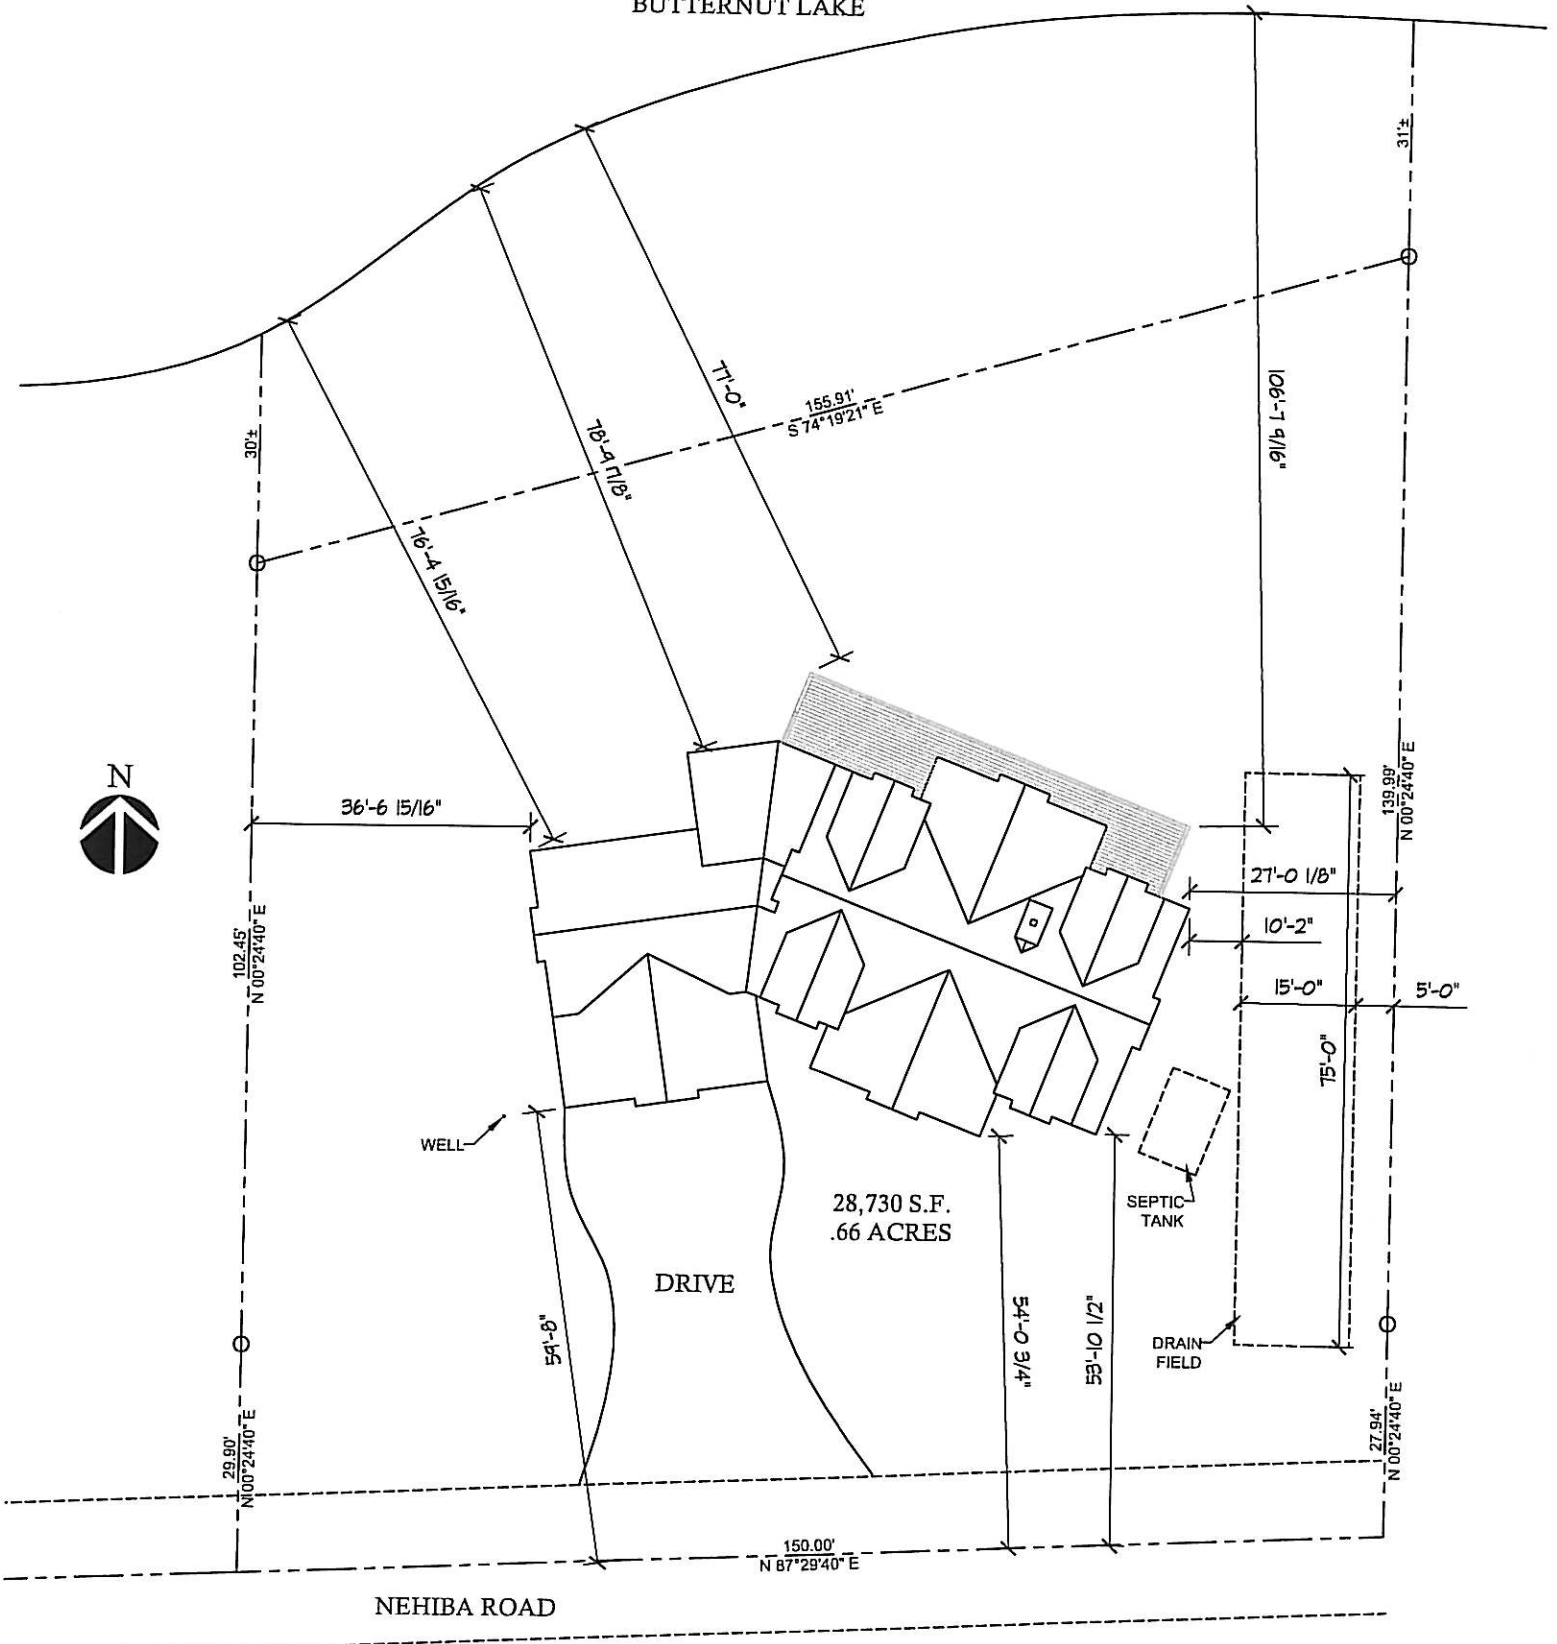 BUTTERNUT LAKE
31'±
77'-0"
155.91'
S 74°19'21" E
106'-7 9/16"
30'±
78'-9 17/8"
76'-4 15/16"
N
36'-6 15/16"
139.99'
N 00°24'40" E
27'-0 1/8"
10'-2"
102.45'
N 00°24'40" E
15'-0"
5'-0"
75'-0"
WELL
28,730 S.F.
.66 ACRES
SEPTIC
TANK
DRIVE
59'-8"
54'-0 3/4"
53'-10 1/2"
DRAIN
FIELD
29.90'
N 00°24'40" E
27.94'
N 00°24'40" E
150.00'
N 87°29'40" E
NEHIBA ROAD